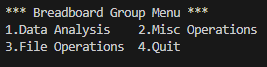 *** Breadboard Group Menu ***
1.Data Analysis    2.Misc Operations
3.File Operations  4.Quit